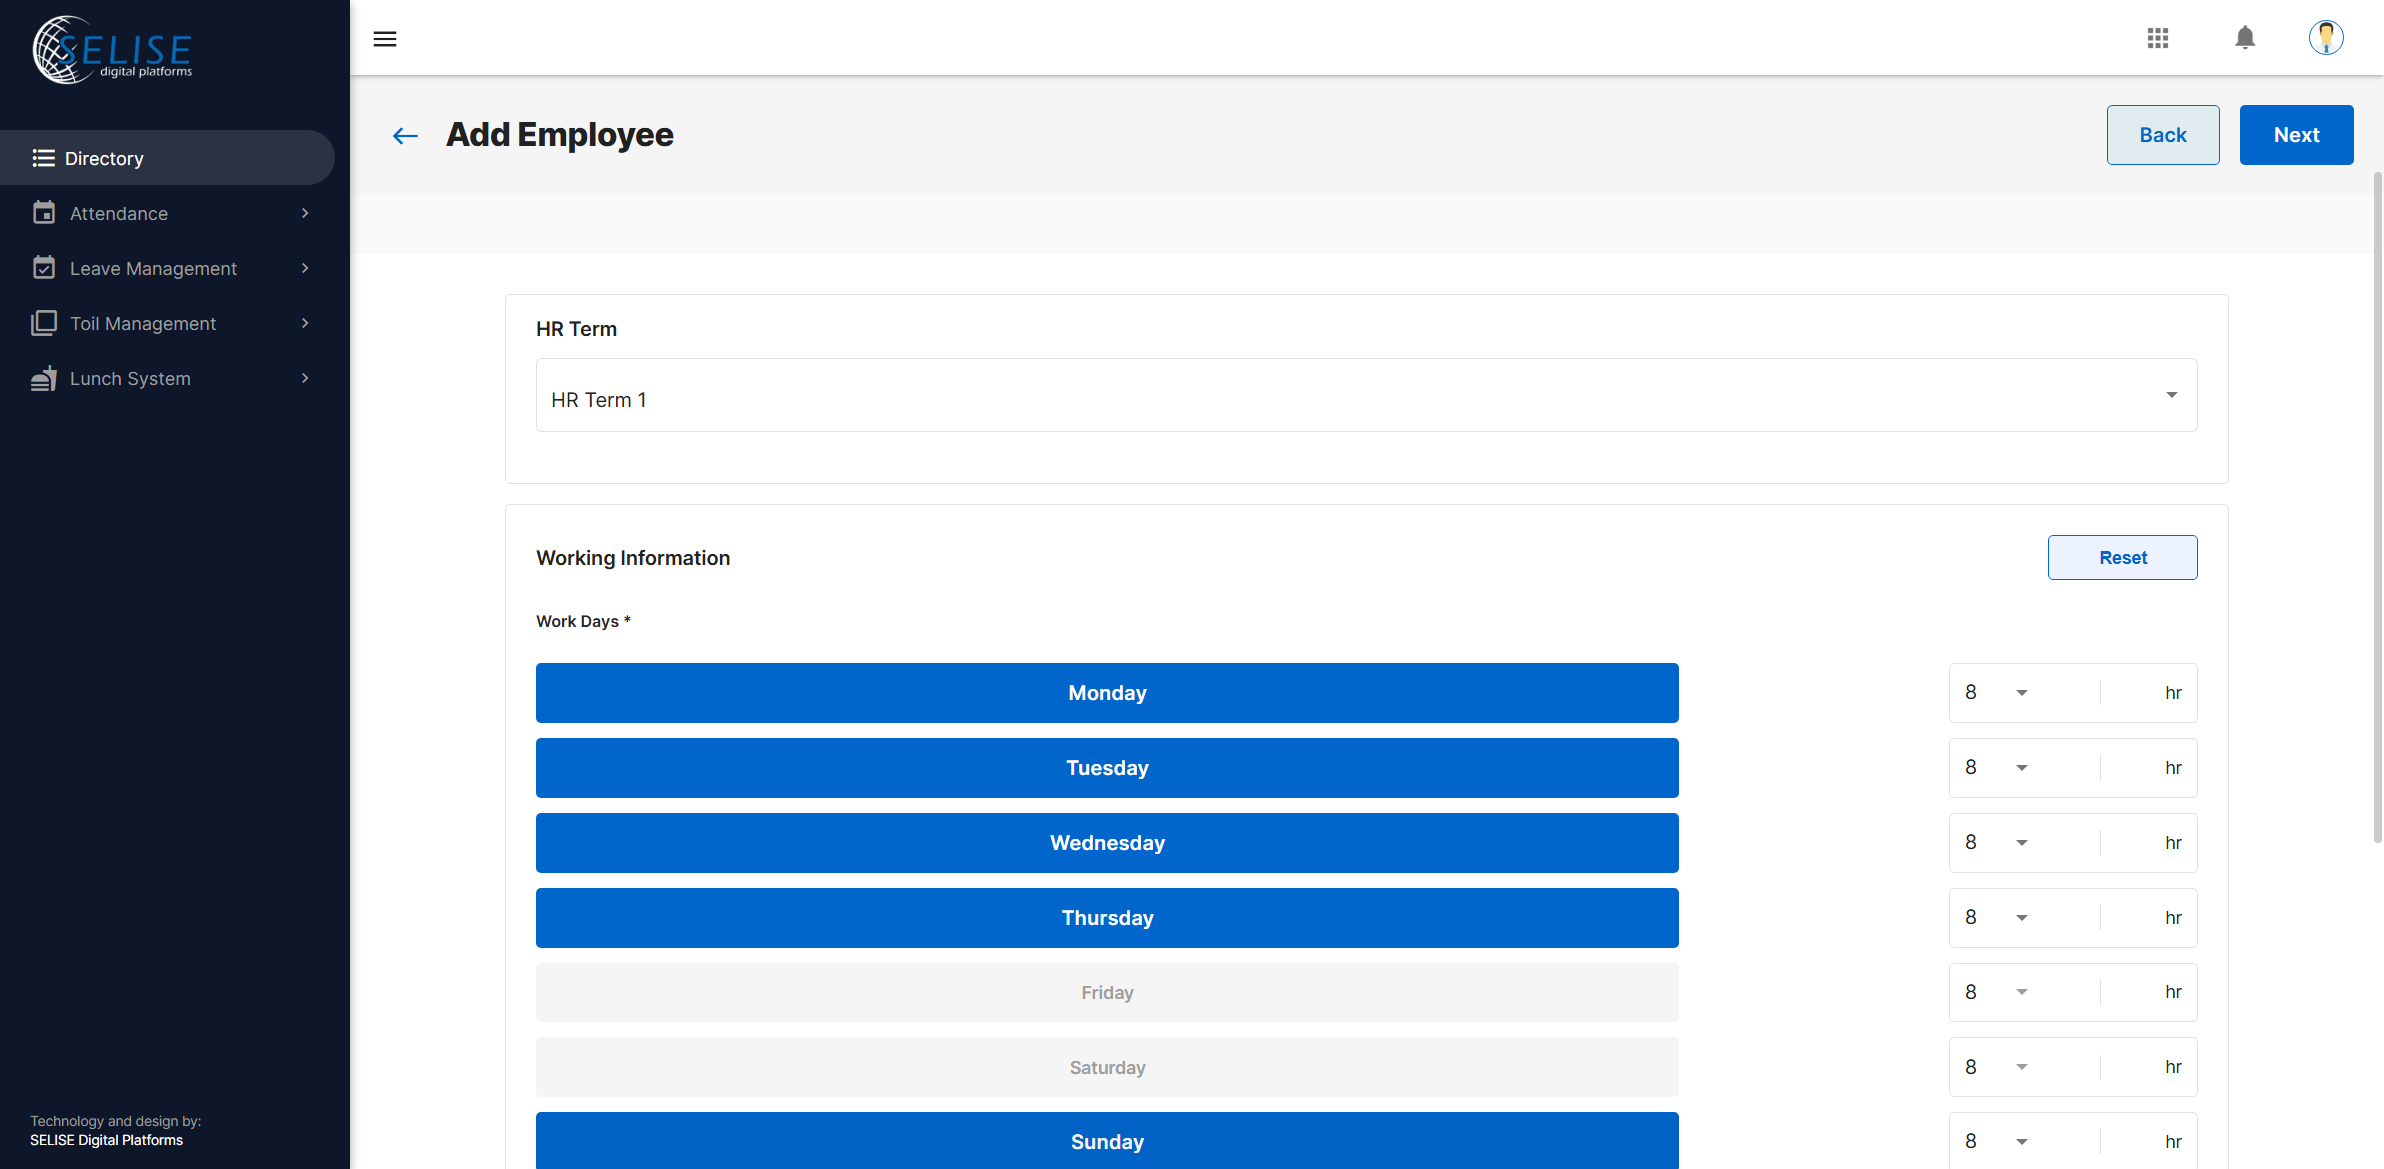 SELISE
digital platforms
Directory
Attendance
Leave Management
Toil Management
Lunch System
Technology and design by:
SELISE Digital Platforms
Add Employee
Back
Next
HR Term
HR Term 1
Working Information
Reset
Work Days *
Monday
8 hr
Tuesday
8 hr
Wednesday
8 hr
Thursday
8 hr
Friday
8 hr
Saturday
8 hr
Sunday
8 hr